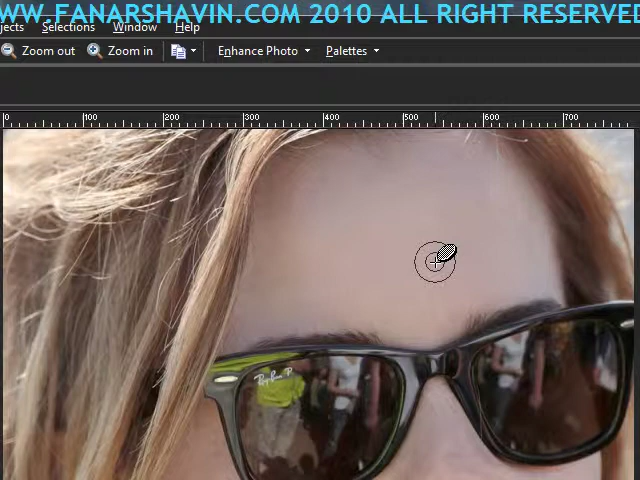 WW.FANARSHAVIN.COM 2010 ALL RIGHT RESERVED
jects Selections Window Help
Zoom out Zoom in Enhance Photo Palettes
0 100 200 300 400 500 600 700
Ray-Ban P